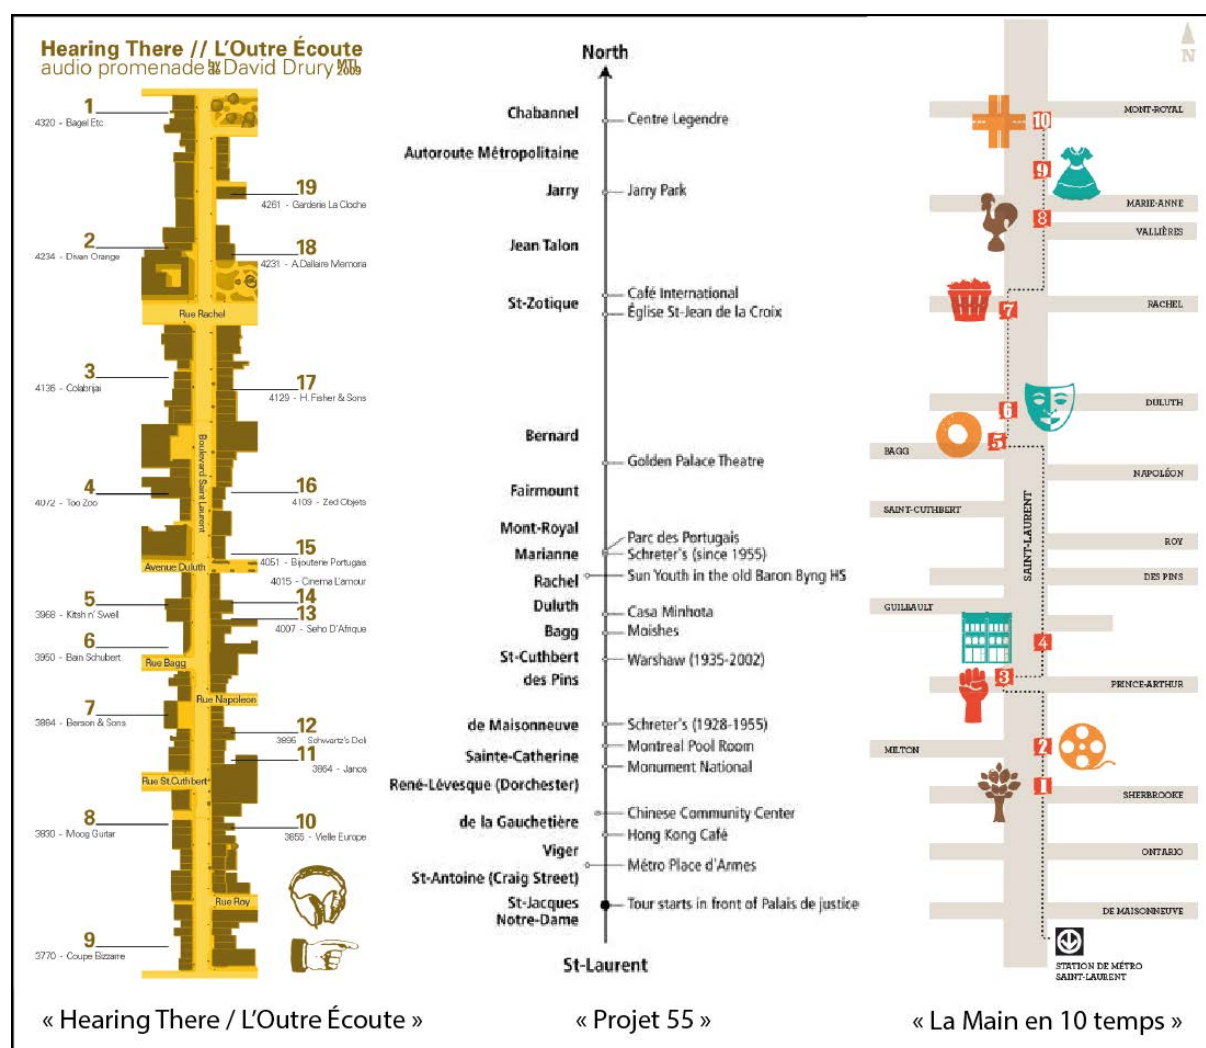 Hearing There // L'Outre Écoute
audio promenade by de David Drury MTL 2009
1
4320 - Bagel Etc
19
4261 - Garderie La Cloche
2
4234 - Divan Orange
18
4231 - A.Dallaire Memoria
Rue Rachel
3
4136 - Colabrijai
17
4129 - H. Fisher & Sons
Boulevard Saint Laurent
4
4072 - Too Zoo
16
4109 - Zed Objets
15
4051 - Bijouterie Portugais
Avenue Duluth
4015 - Cinema L'amour
5
3968 - Kitsh n' Swell
14
13
4007 - Seho D'Afrique
6
3950 - Bain Schubert
Rue Bagg
Rue Napoleon
7
3884 - Berson & Sons
12
3895 - Schwartz's Deli
11
3864 - Janos
Rue St.Cuthbert
8
3830 - Moog Guitar
10
3855 - Vielle Europe
Rue Roy
9
3770 - Coupe Bizzarre
« Hearing There / L'Outre Écoute »
North
Chabannel
Centre Legendre
Autoroute Métropolitaine
Jarry
Jarry Park
Jean Talon
St-Zotique
Café International
Église St-Jean de la Croix
Bernard
Golden Palace Theatre
Fairmount
Mont-Royal
Parc des Portugais
Marianne
Schreter's (since 1955)
Rachel
Sun Youth in the old Baron Byng HS
Duluth
Casa Minhota
Bagg
Moishes
St-Cuthbert
Warshaw (1935-2002)
des Pins
de Maisonneuve
Schreter's (1928-1955)
Montreal Pool Room
Sainte-Catherine
Monument National
René-Lévesque (Dorchester)
Chinese Community Center
de la Gauchetière
Hong Kong Café
Viger
Métro Place d'Armes
St-Antoine (Craig Street)
St-Jacques
Tour starts in front of Palais de justice
Notre-Dame
St-Laurent
« Projet 55 »
N
MONT-ROYAL
10
9
MARIE-ANNE
8
VALLIÈRES
RACHEL
7
DULUTH
6
5
BAGG
NAPOLÉON
SAINT-CUTHBERT
SAINT-LAURENT
ROY
DES PINS
GUILBAULT
4
3
PRINCE-ARTHUR
2
MILTON
1
SHERBROOKE
ONTARIO
DE MAISONNEUVE
STATION DE MÉTRO
SAINT-LAURENT
« La Main en 10 temps »